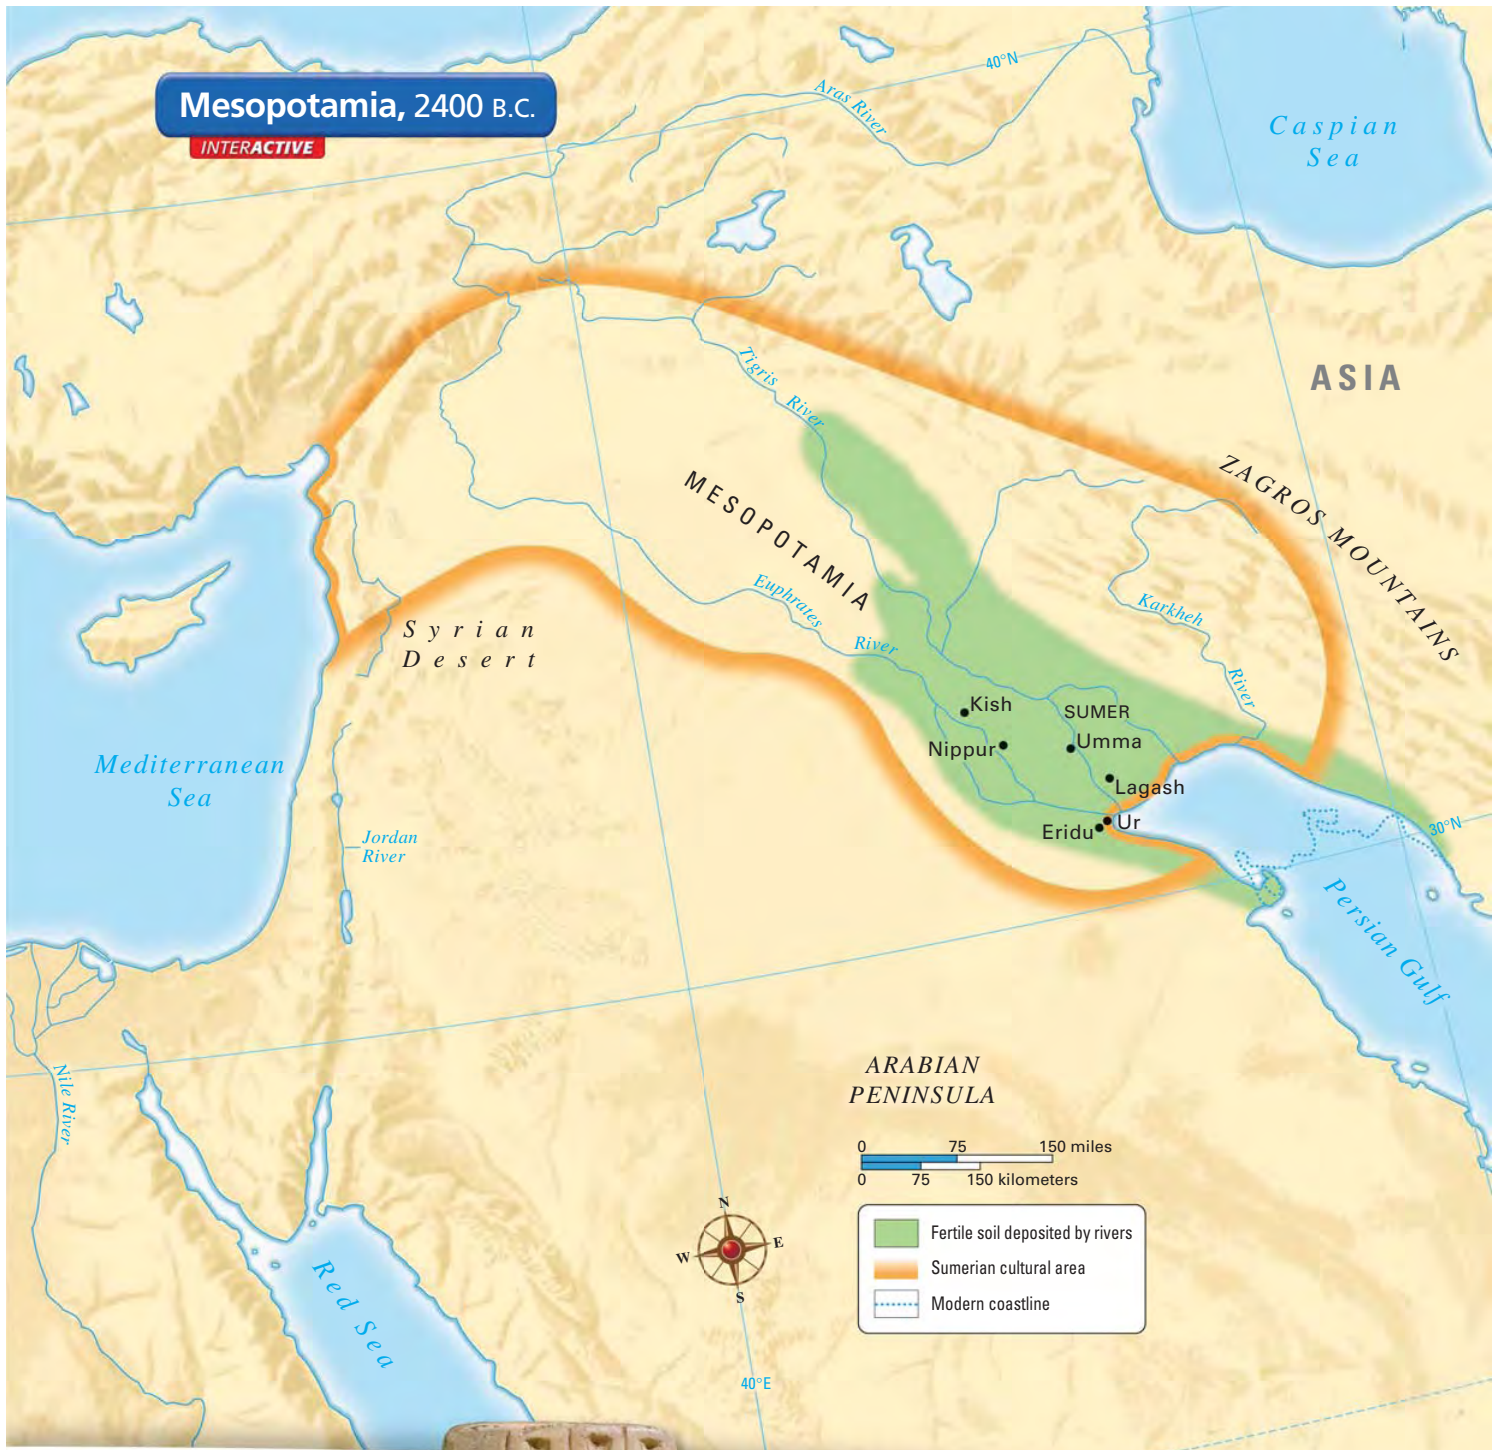 Mesopotamia, 2400 B.C.
INTERACTIVE
40°N
Aras River
Caspian
Sea
ASIA
Tigris
River
ZAGROS MOUNTAINS
MESOPOTAMIA
Euphrates
River
Karkheh
River
Syrian
Desert
Kish
SUMER
Nippur
Umma
Lagash
Ur
Eridu
Mediterranean
Sea
Jordan
River
30°N
Persian Gulf
Nile River
ARABIAN
PENINSULA
0 75 150 miles
0 75 150 kilometers
N
W E
S
Fertile soil deposited by rivers
Sumerian cultural area
Modern coastline
Red Sea
40°E